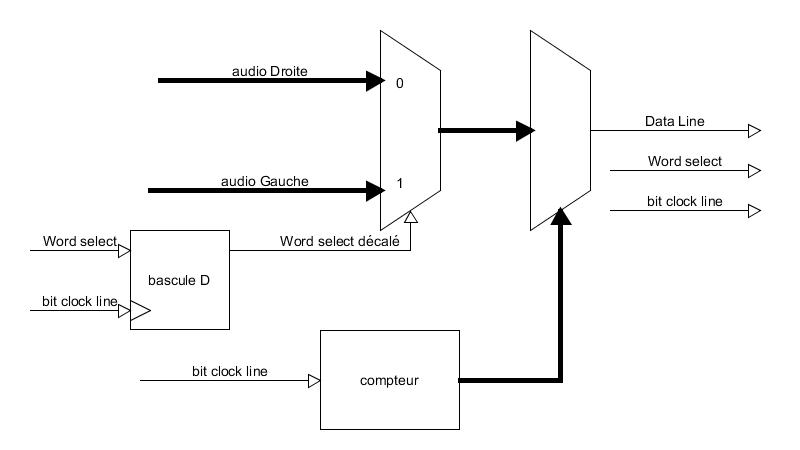 audio Droite
0
Data Line
Word select
audio Gauche
1
bit clock line
Word select
Word select décalé
bascule D
bit clock line
bit clock line
compteur